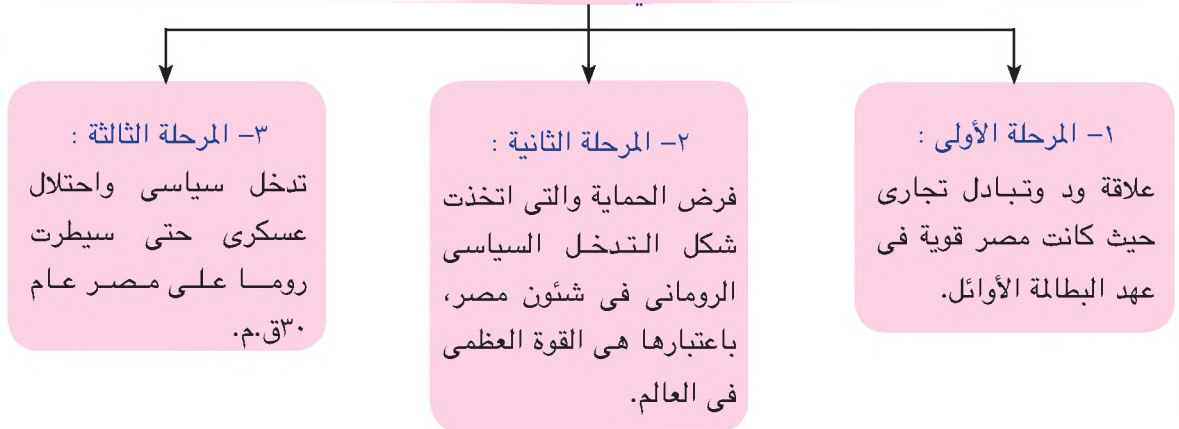 ١– المرحلة الأولى :
علاقة ود وتبادل تجارى
حيث كانت مصر قوية فى
عهد البطالمة الأوائل.
٢– المرحلة الثانية :
فرض الحماية والتى اتخذت
شكل التدخل السياسى
الرومانى فى شئون مصر،
باعتبارها هى القوة العظمى
فى العالم.
٣– المرحلة الثالثة :
تدخل سياسى واحتلال
عسكرى حتى سيطرت
روما على مصر عام
٣٠ق.م.